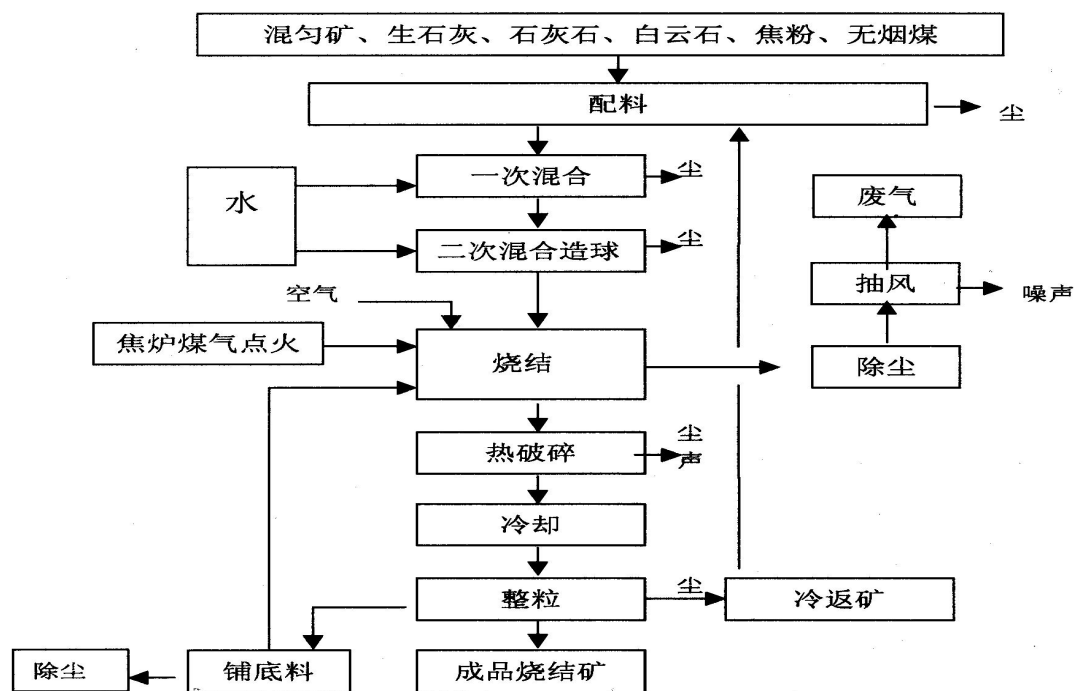 混匀矿、生石灰、石灰石、白云石、焦粉、无烟煤
配料
尘
水
一次混合
尘
废气
二次混合造球
尘
空气
抽风
噪声
焦炉煤气点火
烧结
除尘
热破碎
尘
声
冷却
整粒
尘
冷返矿
除尘
铺底料
成品烧结矿